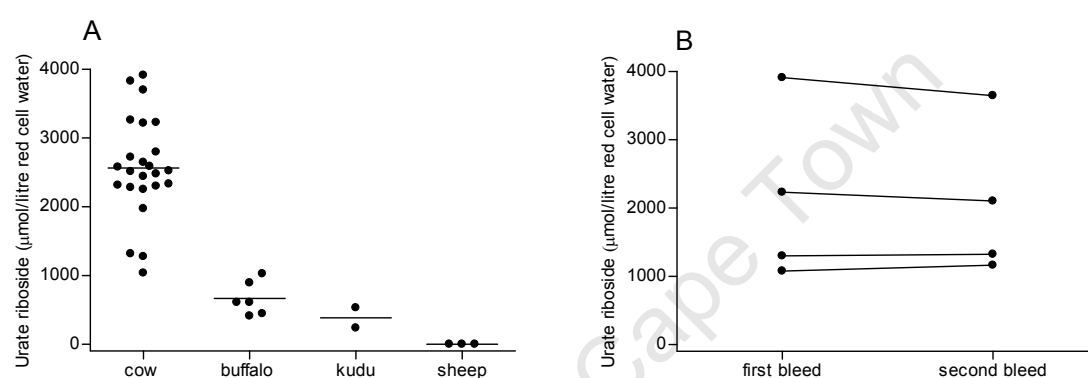 A
Urate riboside (μmol/litre red cell water)
4000
3000
2000
1000
0
cow buffalo kudu sheep
B
Urate riboside (μmol/litre red cell water)
4000
3000
2000
1000
0
first bleed second bleed
Cape Town